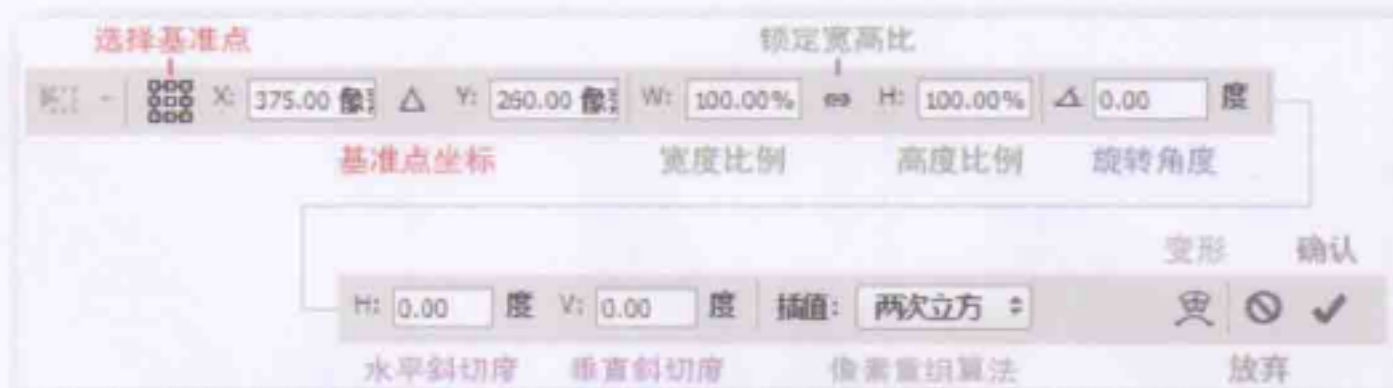 选择基准点 锁定宽高比
X: 375.00 像 Y: 260.00 像 W: 100.00% H: 100.00% 0.00 度
基准点坐标 宽度比例 高度比例 旋转角度
变形 确认
H: 0.00 度 V: 0.00 度 插值: 两次立方
水平斜切度 垂直斜切度 像素重组算法 放弃